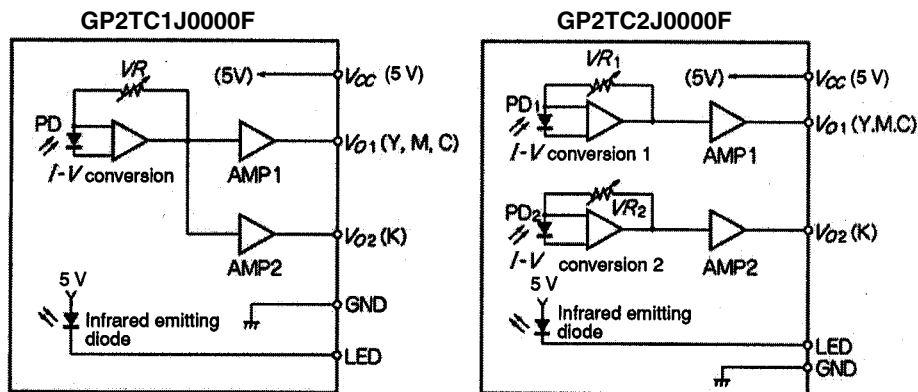 GP2TC1J0000F
VR
(5V)
VCC (5 V)
PD
I-V conversion
AMP1
VO1 (Y, M, C)
AMP2
VO2 (K)
5 V
Infrared emitting
diode
GND
LED
GP2TC2J0000F
VR1
(5V)
VCC (5 V)
PD1
I-V conversion 1
AMP1
VO1 (Y.M.C)
PD2
VR2
I-V conversion 2
AMP2
VO2 (K)
5 V
Infrared emitting
diode
LED
GND